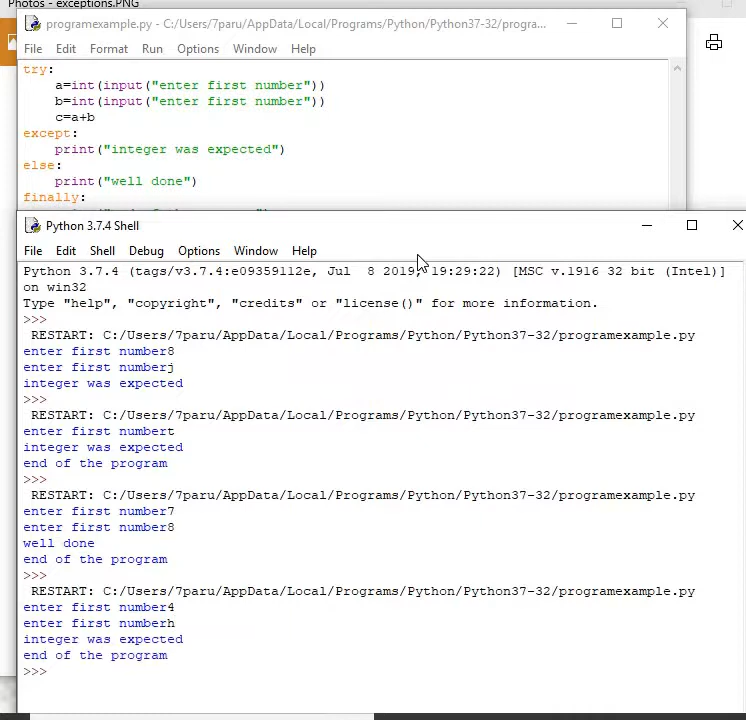 Photos - exceptions.PNG
programexample.py - C:/Users/7paru/AppData/Local/Programs/Python/Python37-32/progra...
File Edit Format Run Options Window Help
try:
    a=int(input("enter first number"))
    b=int(input("enter first number"))
    c=a+b
except:
    print("integer was expected")
else:
    print("well done")
finally:
Python 3.7.4 Shell
File Edit Shell Debug Options Window Help
Python 3.7.4 (tags/v3.7.4:e09359112e, Jul  8 2019, 19:29:22) [MSC v.1916 32 bit (Intel)]
on win32
Type "help", "copyright", "credits" or "license()" for more information.
>>>
 RESTART: C:/Users/7paru/AppData/Local/Programs/Python/Python37-32/programexample.py
enter first number8
enter first numberj
integer was expected
>>>
 RESTART: C:/Users/7paru/AppData/Local/Programs/Python/Python37-32/programexample.py
enter first numbert
integer was expected
end of the program
>>>
 RESTART: C:/Users/7paru/AppData/Local/Programs/Python/Python37-32/programexample.py
enter first number7
enter first number8
well done
end of the program
>>>
 RESTART: C:/Users/7paru/AppData/Local/Programs/Python/Python37-32/programexample.py
enter first number4
enter first numberh
integer was expected
end of the program
>>>